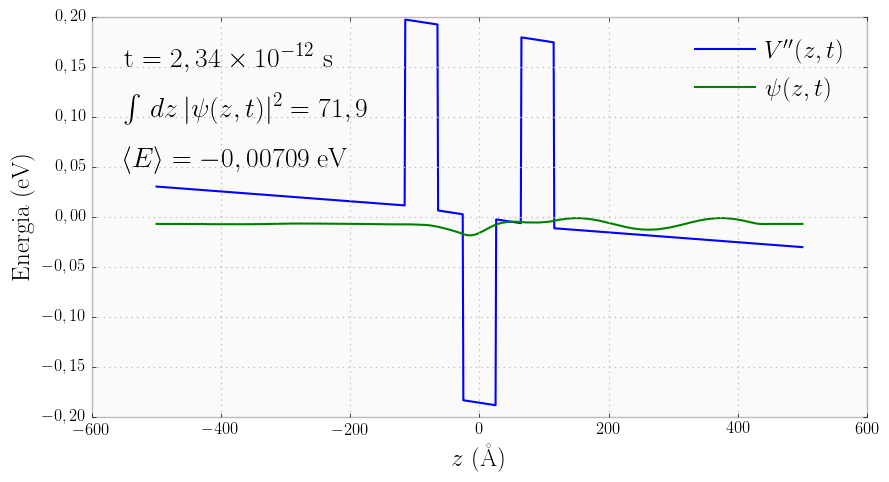 t = 2,34 × 10⁻¹² s
∫ dz |ψ(z,t)|² = 71,9
⟨E⟩ = −0,00709 eV
V''(z,t)
ψ(z,t)
Energia (eV)
0,20
0,15
0,10
0,05
0,00
−0,05
−0,10
−0,15
−0,20
−600 −400 −200 0 200 400 600
z (Å)